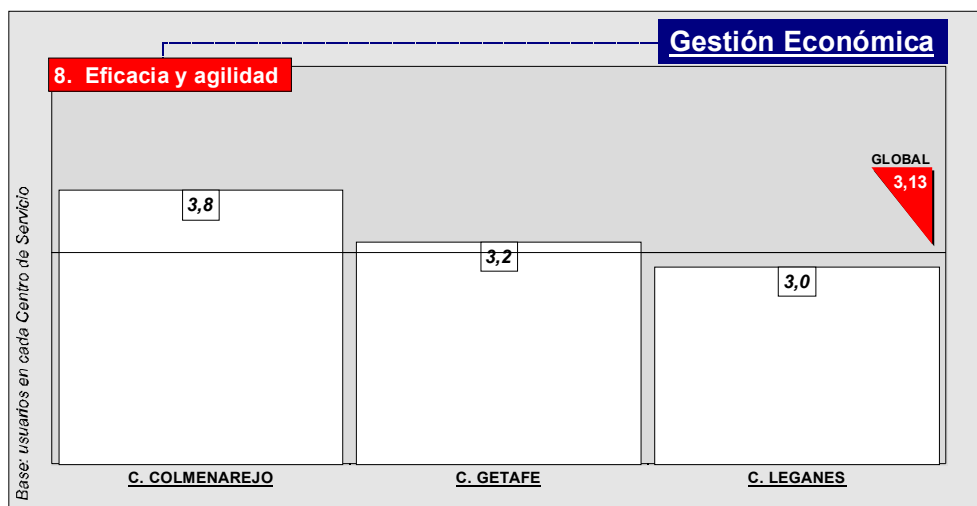 Gestión Económica
8. Eficacia y agilidad
GLOBAL
3,13
3,8
3,2
3,0
Base: usuarios en cada Centro de Servicio
C. COLMENAREJO
C. GETAFE
C. LEGANES